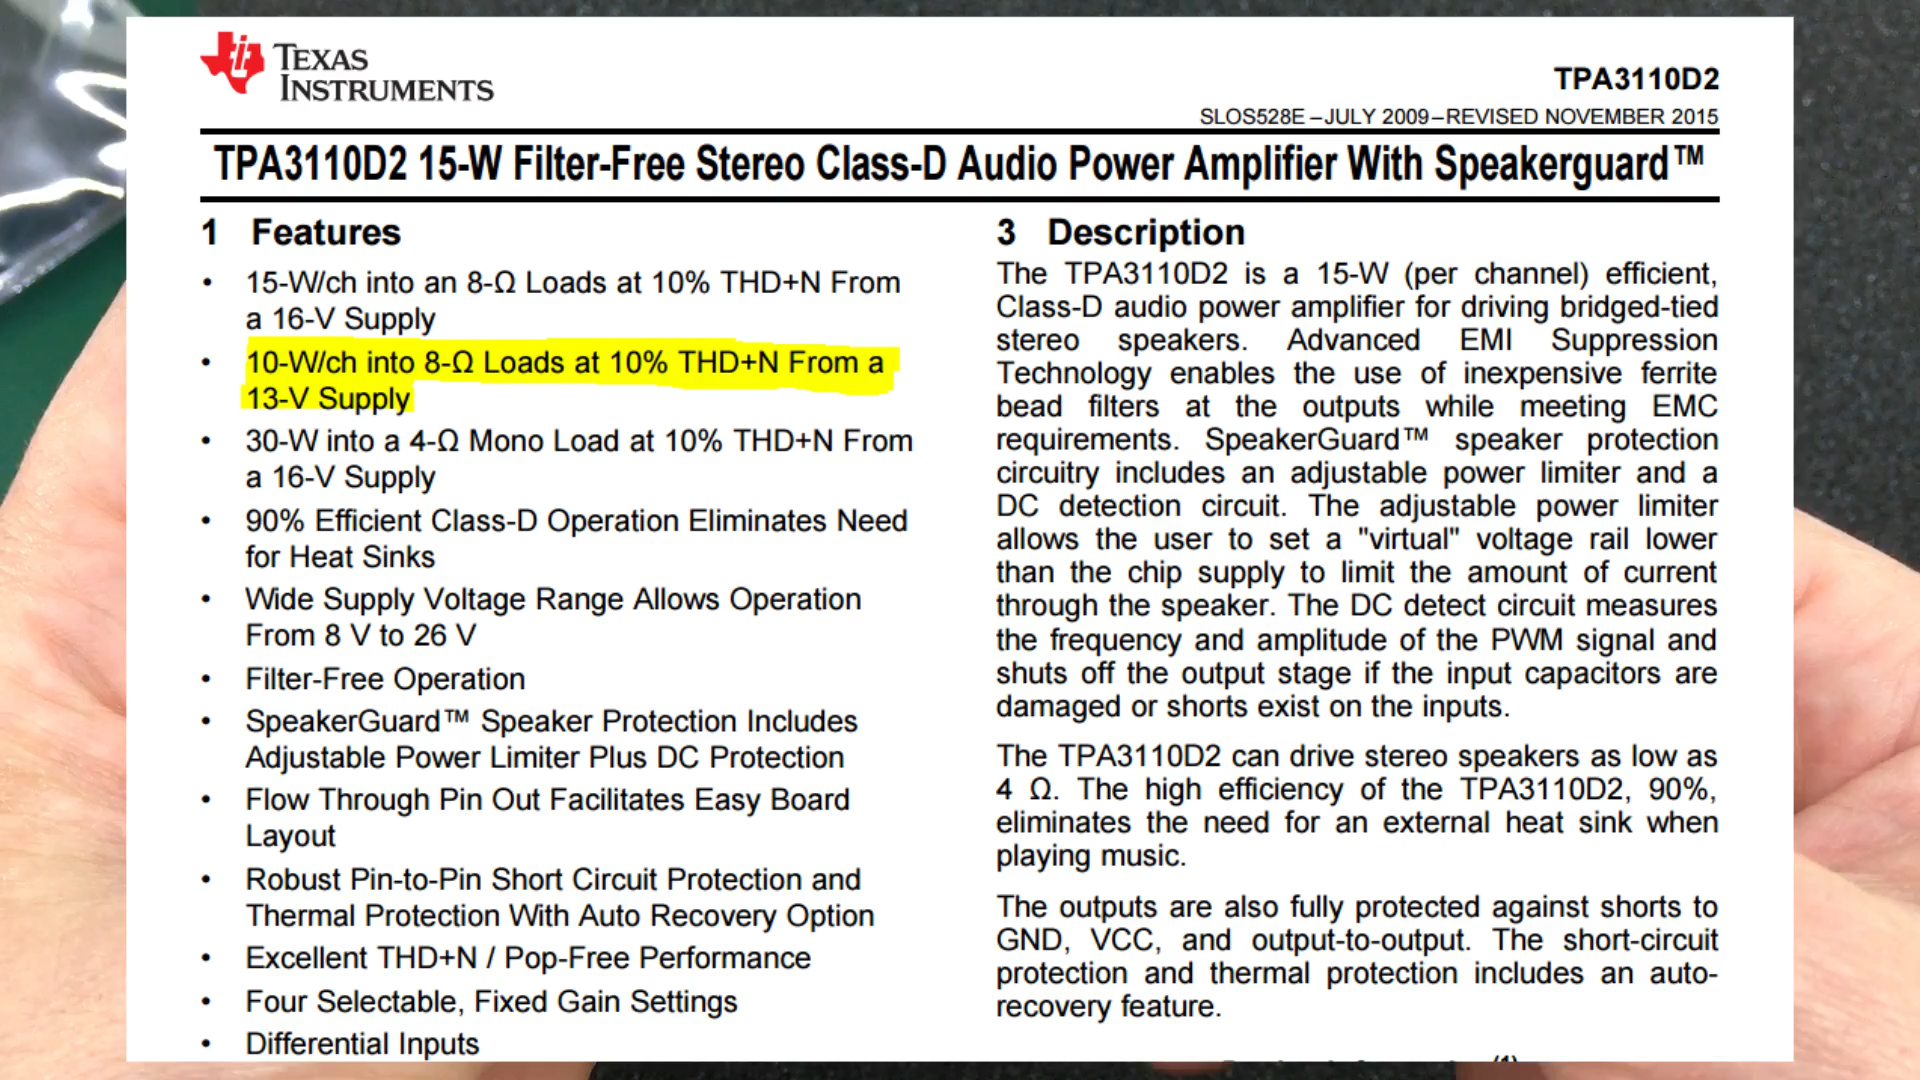 TEXAS
INSTRUMENTS
TPA3110D2
SLOS528E –JULY 2009–REVISED NOVEMBER 2015
TPA3110D2 15-W Filter-Free Stereo Class-D Audio Power Amplifier With Speakerguard™
1 Features
• 15-W/ch into an 8-Ω Loads at 10% THD+N From
a 16-V Supply
• 10-W/ch into 8-Ω Loads at 10% THD+N From a
13-V Supply
• 30-W into a 4-Ω Mono Load at 10% THD+N From
a 16-V Supply
• 90% Efficient Class-D Operation Eliminates Need
for Heat Sinks
• Wide Supply Voltage Range Allows Operation
From 8 V to 26 V
• Filter-Free Operation
• SpeakerGuard™ Speaker Protection Includes
Adjustable Power Limiter Plus DC Protection
• Flow Through Pin Out Facilitates Easy Board
Layout
• Robust Pin-to-Pin Short Circuit Protection and
Thermal Protection With Auto Recovery Option
• Excellent THD+N / Pop-Free Performance
• Four Selectable, Fixed Gain Settings
• Differential Inputs
3 Description
The TPA3110D2 is a 15-W (per channel) efficient,
Class-D audio power amplifier for driving bridged-tied
stereo speakers. Advanced EMI Suppression
Technology enables the use of inexpensive ferrite
bead filters at the outputs while meeting EMC
requirements. SpeakerGuard™ speaker protection
circuitry includes an adjustable power limiter and a
DC detection circuit. The adjustable power limiter
allows the user to set a "virtual" voltage rail lower
than the chip supply to limit the amount of current
through the speaker. The DC detect circuit measures
the frequency and amplitude of the PWM signal and
shuts off the output stage if the input capacitors are
damaged or shorts exist on the inputs.
The TPA3110D2 can drive stereo speakers as low as
4 Ω. The high efficiency of the TPA3110D2, 90%,
eliminates the need for an external heat sink when
playing music.
The outputs are also fully protected against shorts to
GND, VCC, and output-to-output. The short-circuit
protection and thermal protection includes an auto-
recovery feature.